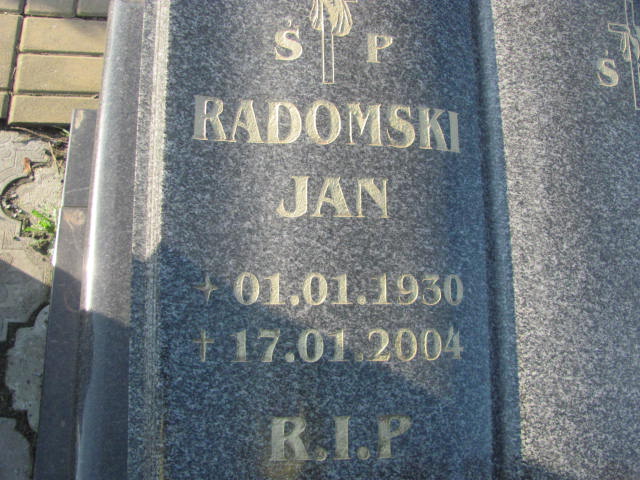 Ś P
RADOMSKI
JAN
+ 01.01.1930
† 17.01.2004
R.I.P
Ś